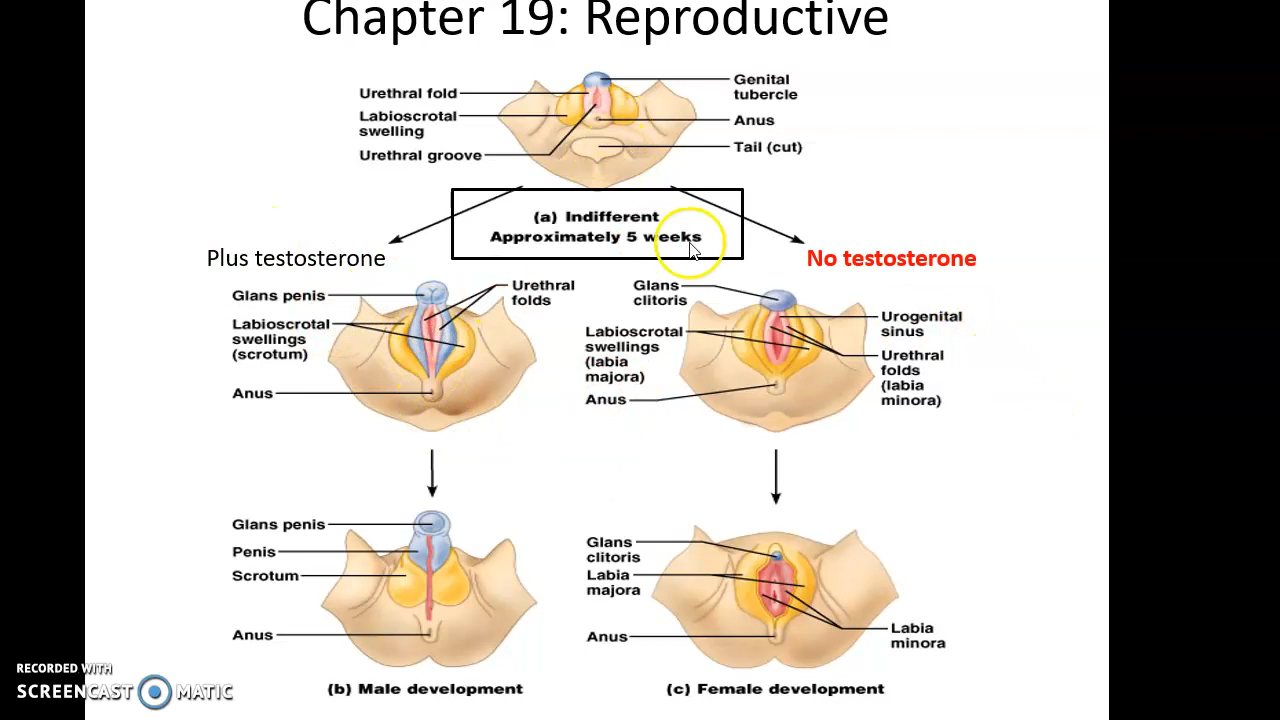 Chapter 19: Reproductive
Urethral fold
Labioscrotal
swelling
Urethral groove
Genital
tubercle
Anus
Tail (cut)
(a) Indifferent
Approximately 5 weeks
Plus testosterone
No testosterone
Glans penis
Labioscrotal
swellings
(scrotum)
Anus
Urethral
folds
Glans
clitoris
Labioscrotal
swellings
(labia
majora)
Anus
Urogenital
sinus
Urethral
folds
(labia
minora)
Glans penis
Penis
Scrotum
Anus
Glans
clitoris
Labia
majora
Anus
Labia
minora
(b) Male development
(c) Female development
RECORDED WITH
SCREENCAST MATIC